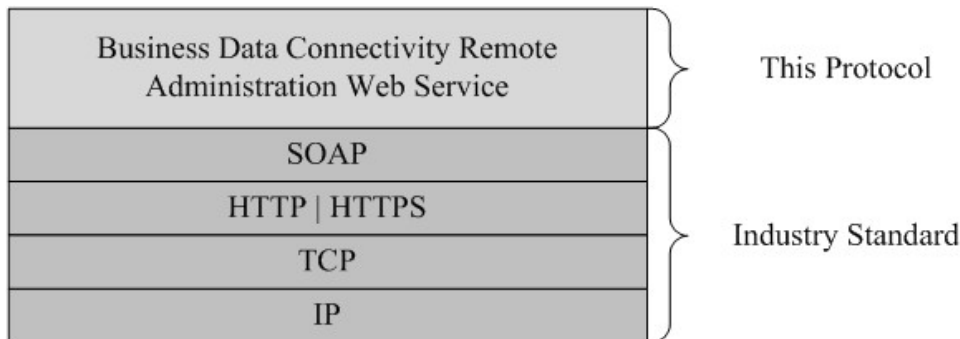 Business Data Connectivity Remote
Administration Web Service
This Protocol
SOAP
HTTP | HTTPS
TCP
IP
Industry Standard